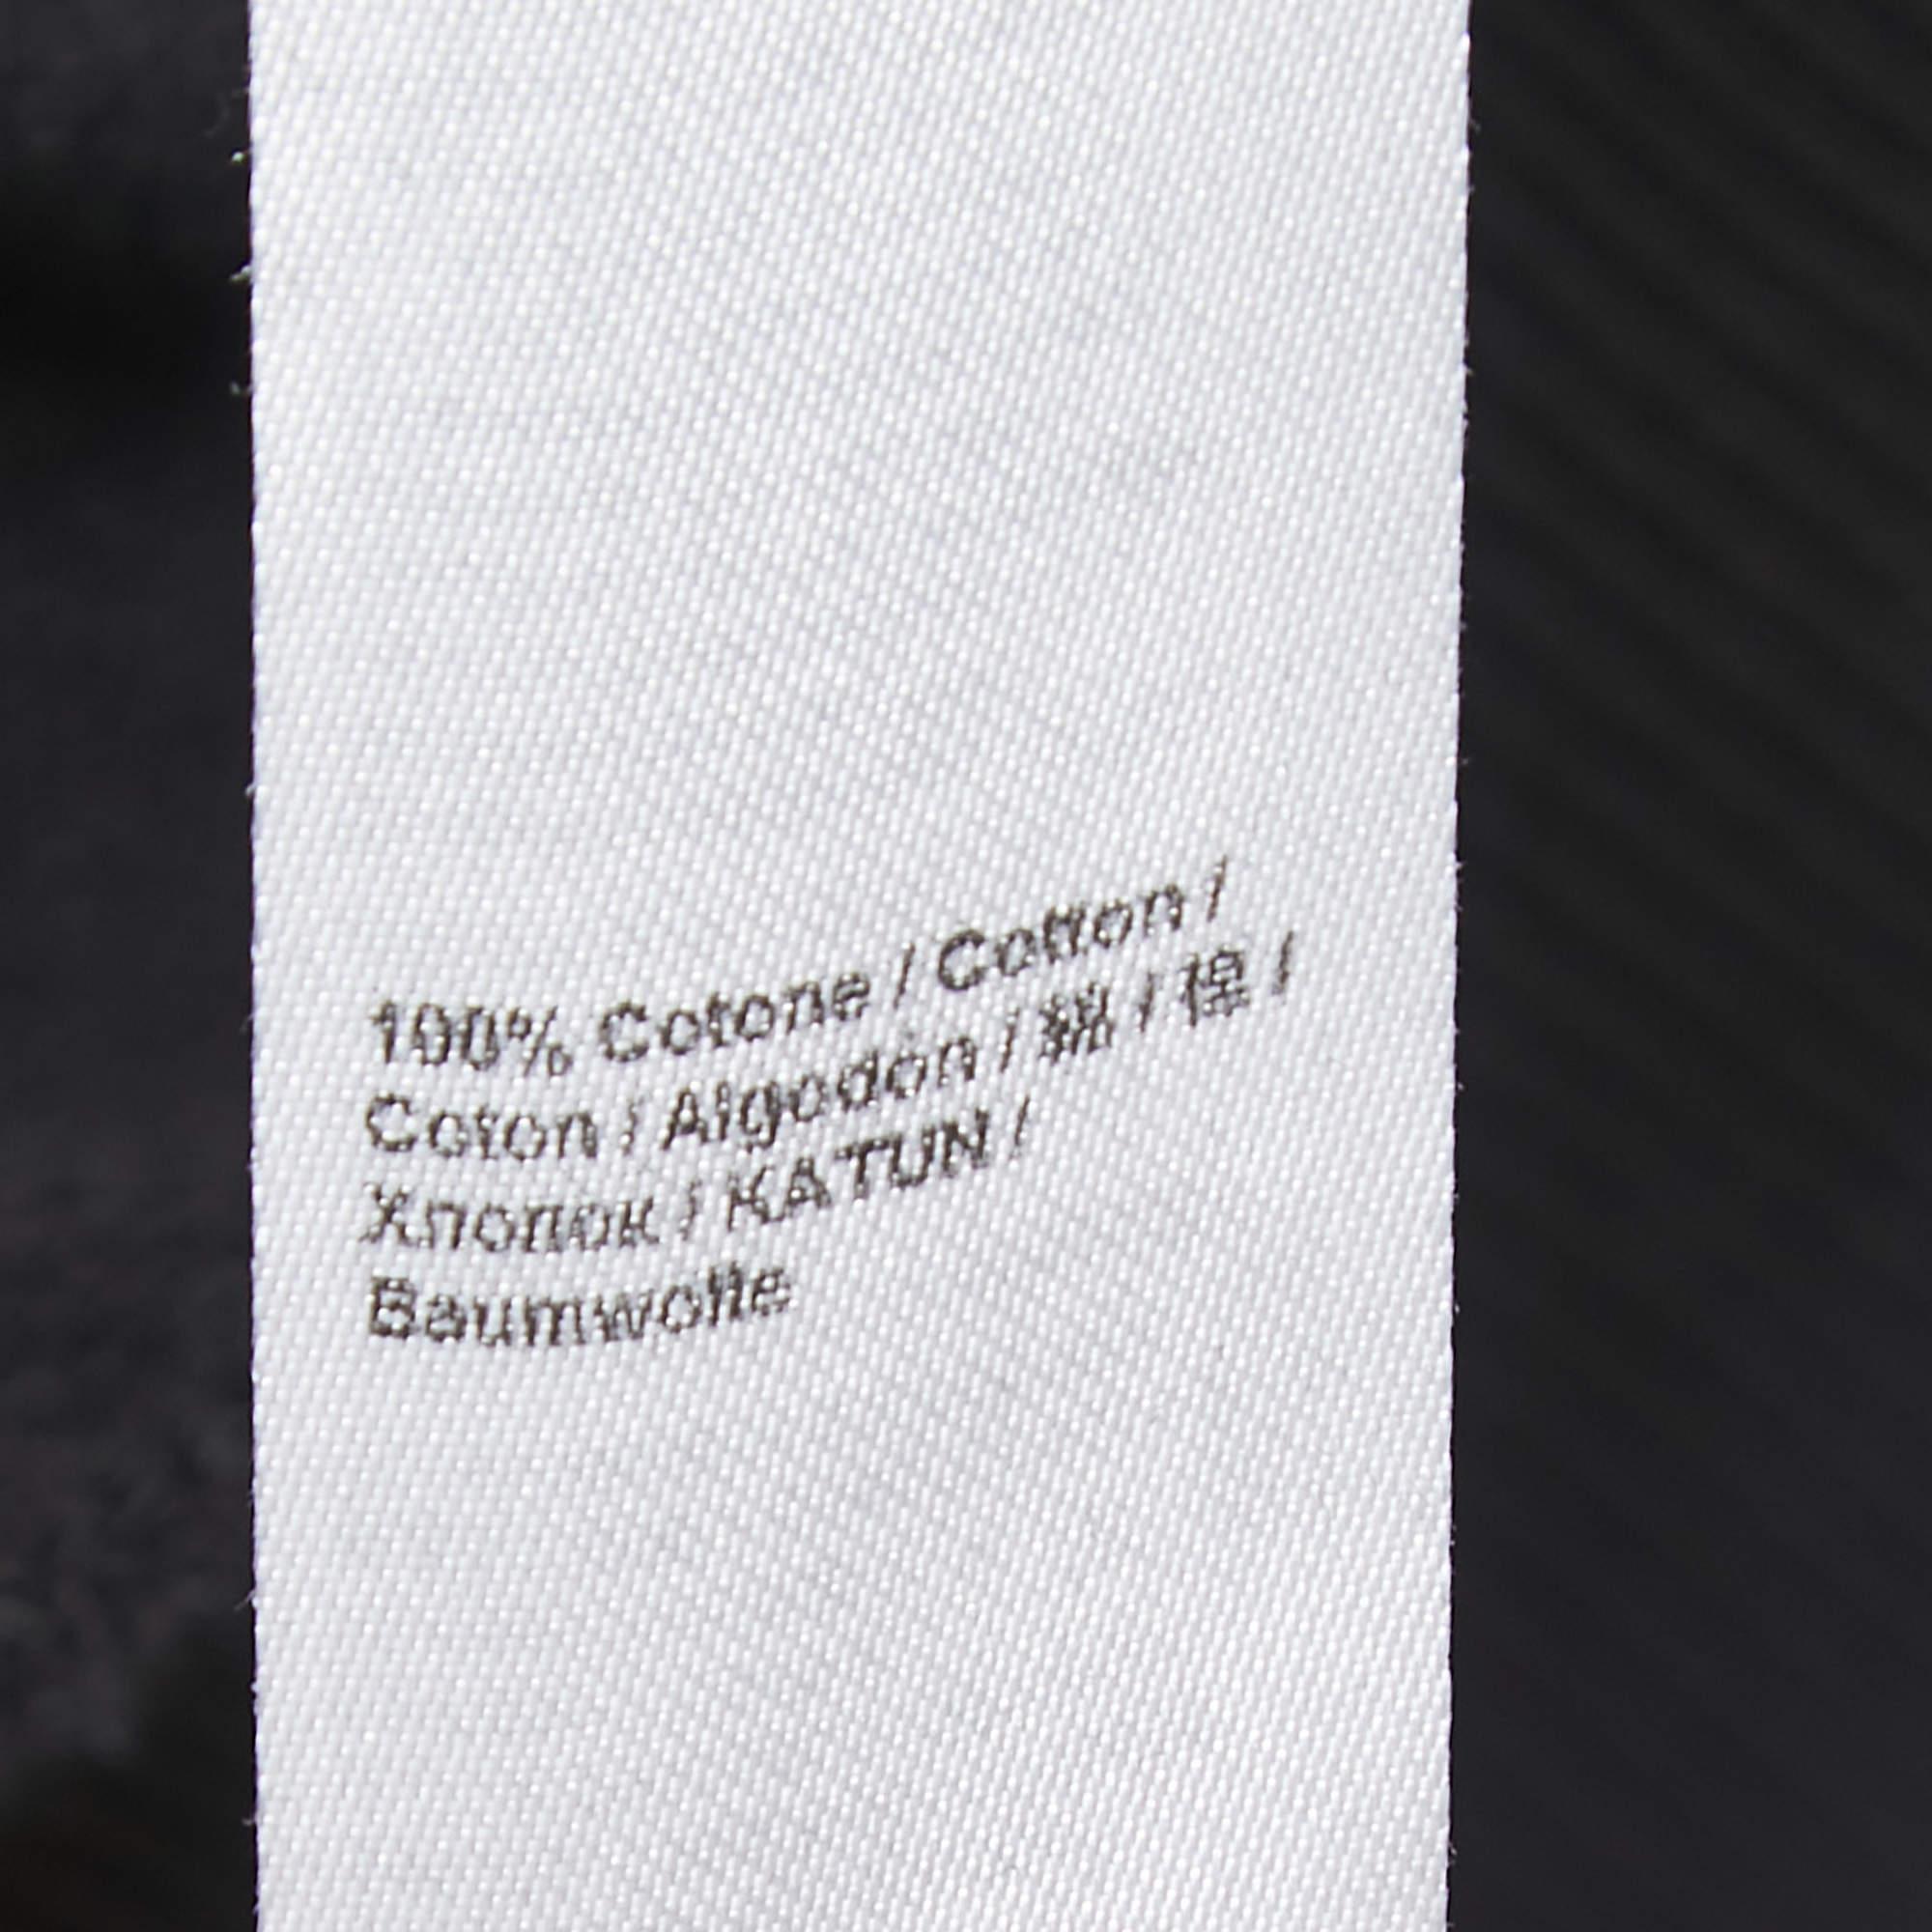 100% Cotone / Cotton /
Coton / Algodón / 綿 / 棉 /
Хлопок / KATUN /
Baumwolle